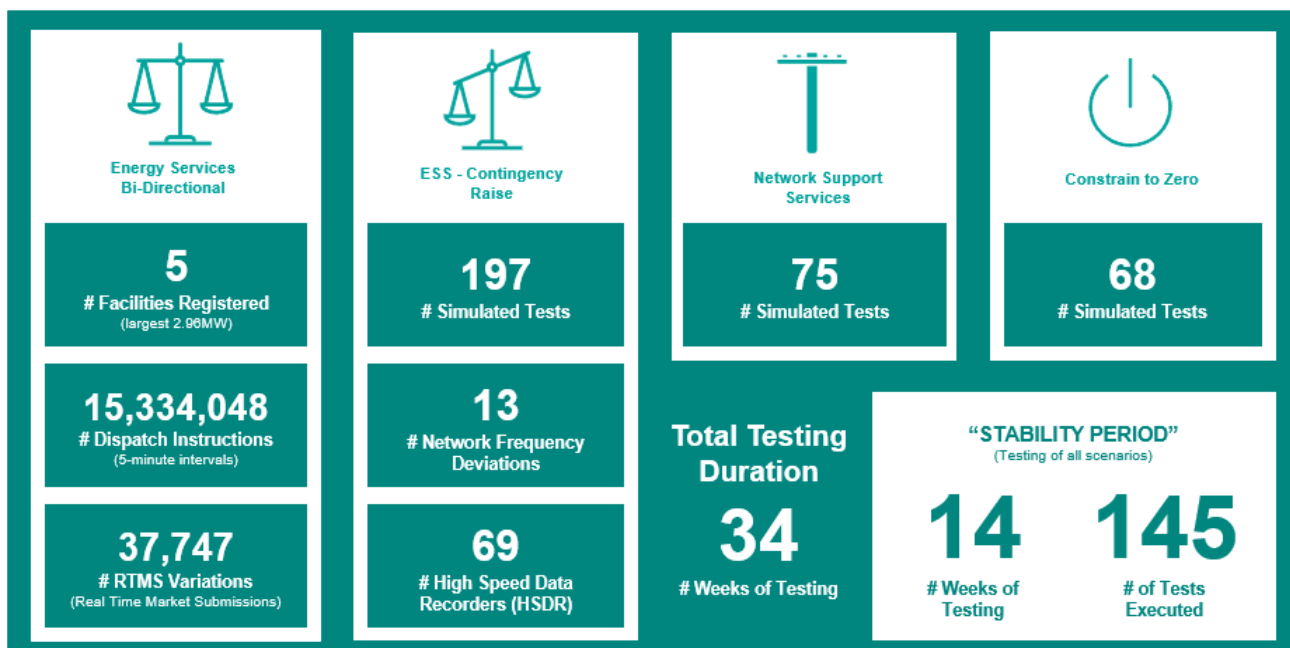 Energy Services
Bi-Directional
5
# Facilities Registered
(largest 2.96MW)
15,334,048
# Dispatch Instructions
(5-minute intervals)
37,747
# RTMS Variations
(Real Time Market Submissions)
ESS - Contingency
Raise
197
# Simulated Tests
13
# Network Frequency
Deviations
69
# High Speed Data
Recorders (HSDR)
Network Support
Services
75
# Simulated Tests
Constrain to Zero
68
# Simulated Tests
Total Testing
Duration
34
# Weeks of Testing
“STABILITY PERIOD”
(Testing of all scenarios)
14
# Weeks of
Testing
145
# of Tests
Executed